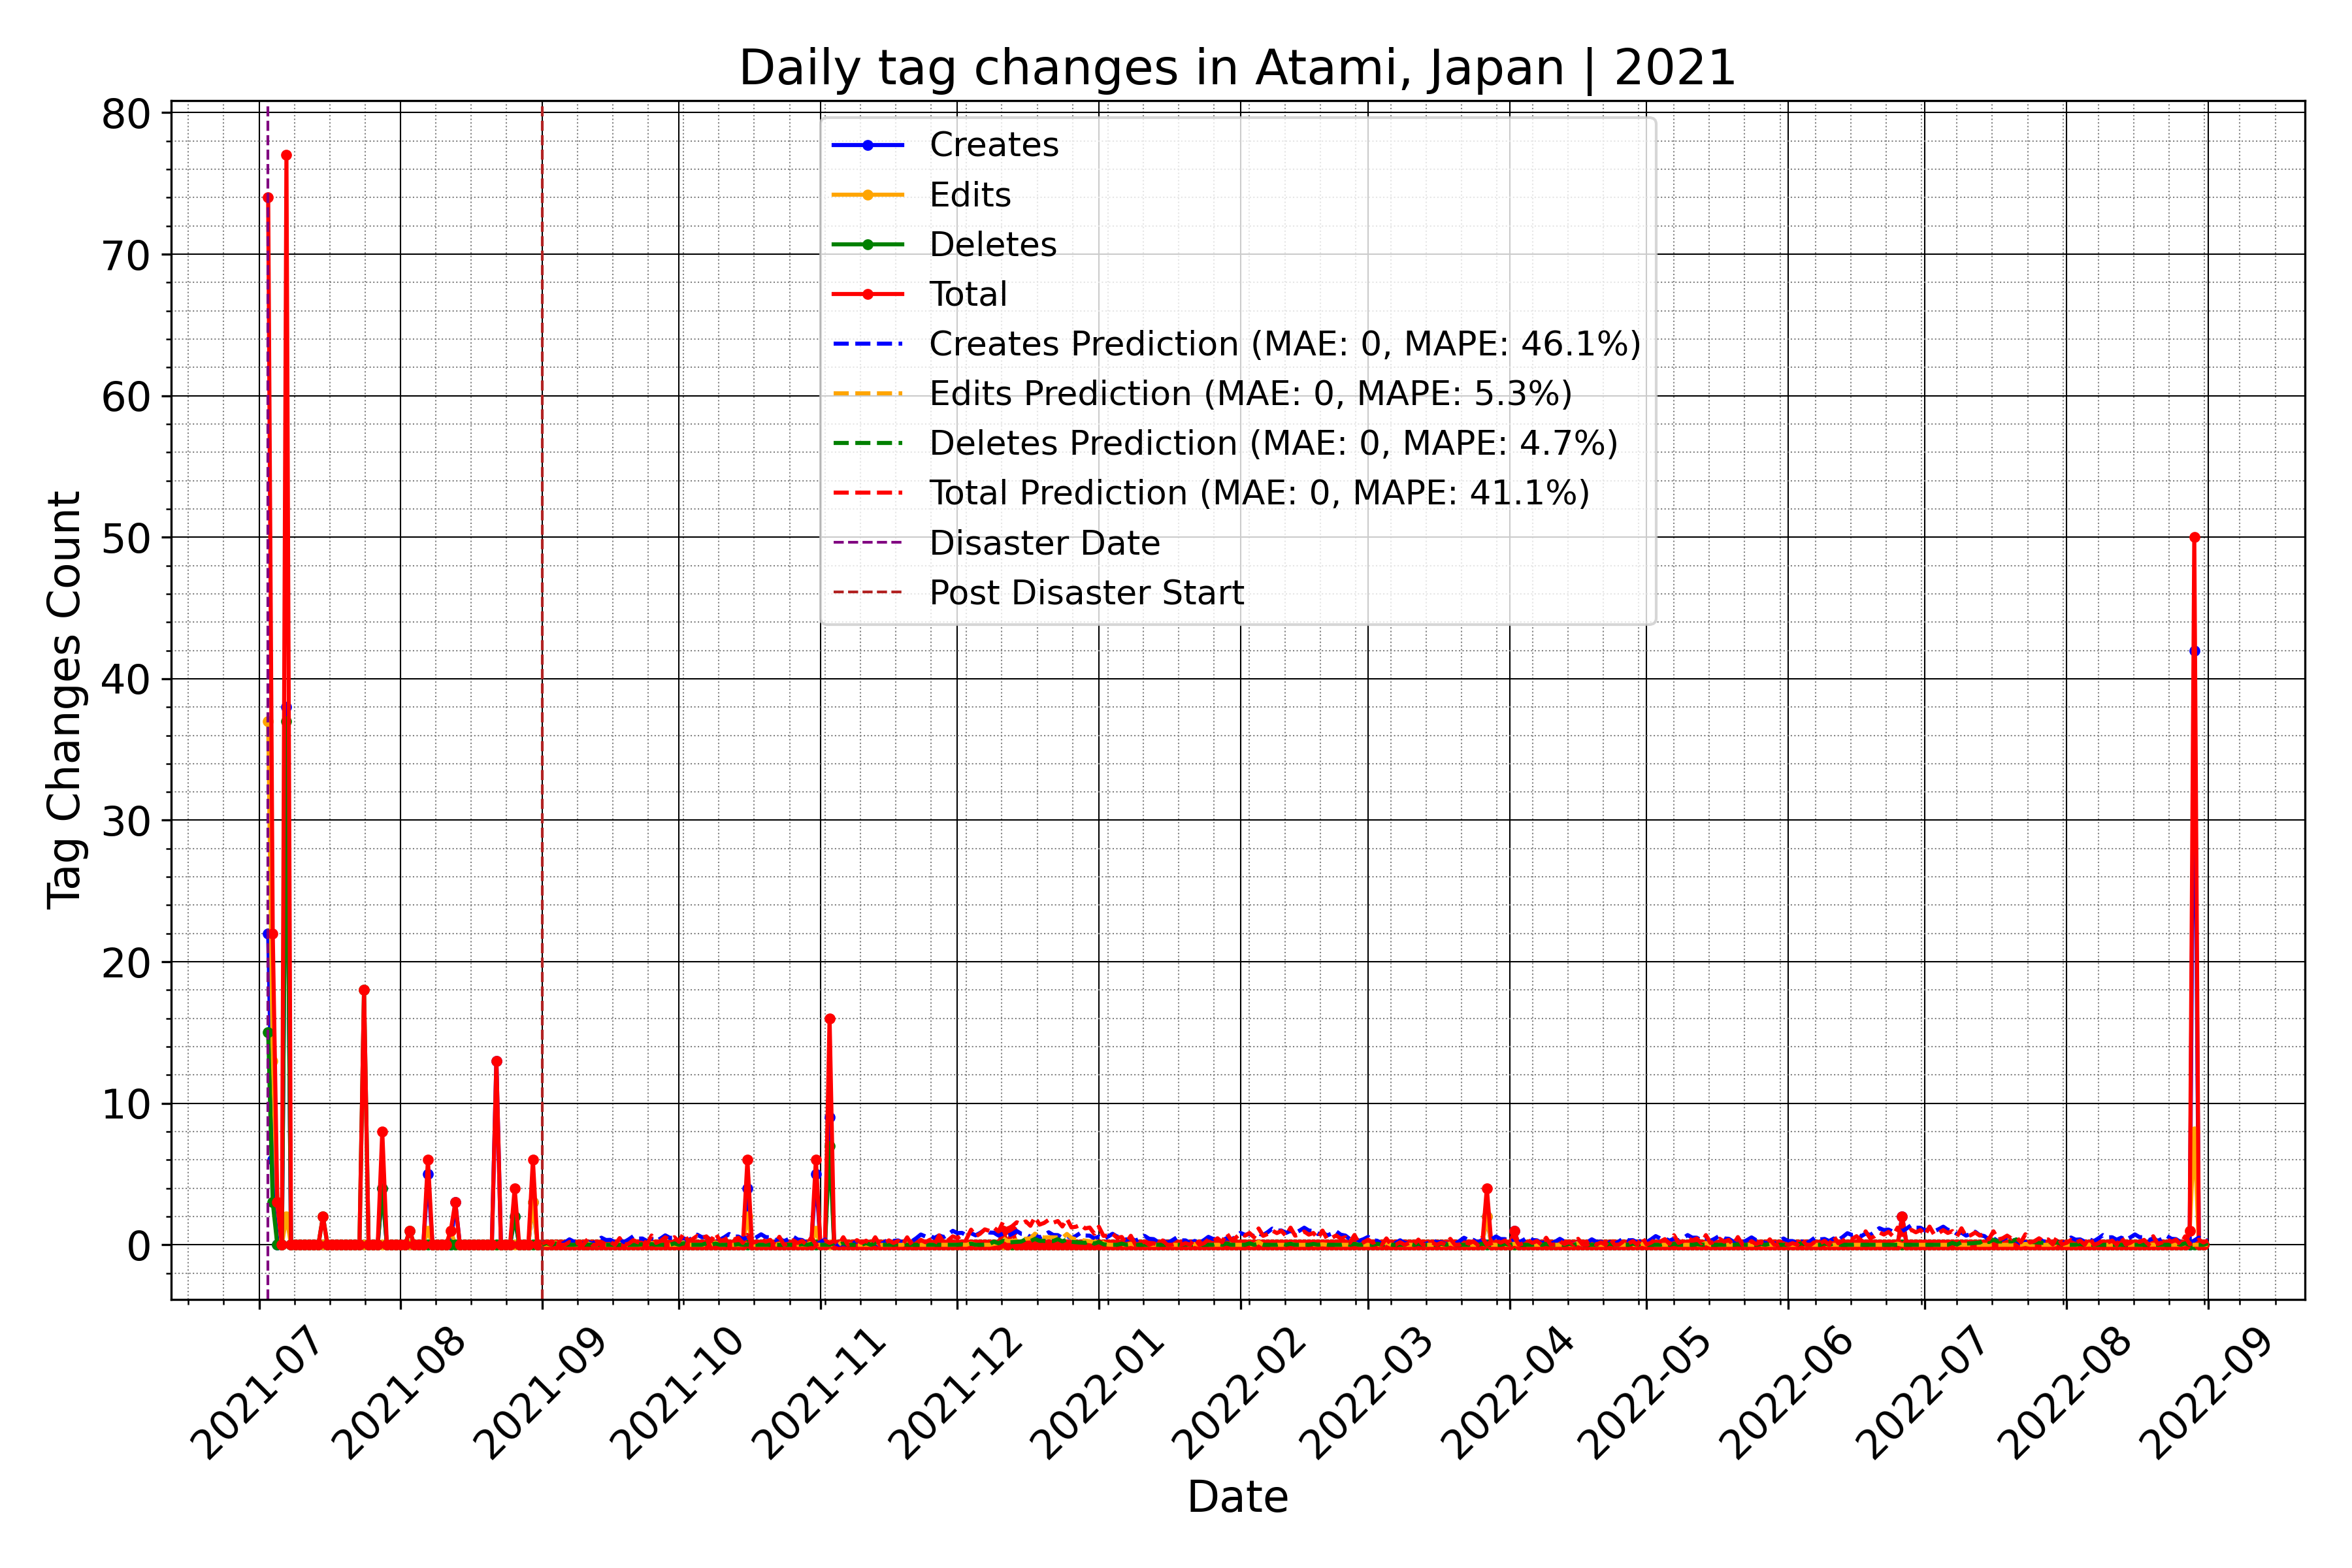 Daily tag changes in Atami, Japan | 2021
80
70
60
50
40
30
20
10
0
Tag Changes Count
Creates
Edits
Deletes
Total
Creates Prediction (MAE: 0, MAPE: 46.1%)
Edits Prediction (MAE: 0, MAPE: 5.3%)
Deletes Prediction (MAE: 0, MAPE: 4.7%)
Total Prediction (MAE: 0, MAPE: 41.1%)
Disaster Date
Post Disaster Start
2021-07
2021-08
2021-09
2021-10
2021-11
2021-12
2022-01
2022-02
2022-03
2022-04
2022-05
2022-06
2022-07
2022-08
2022-09
Date